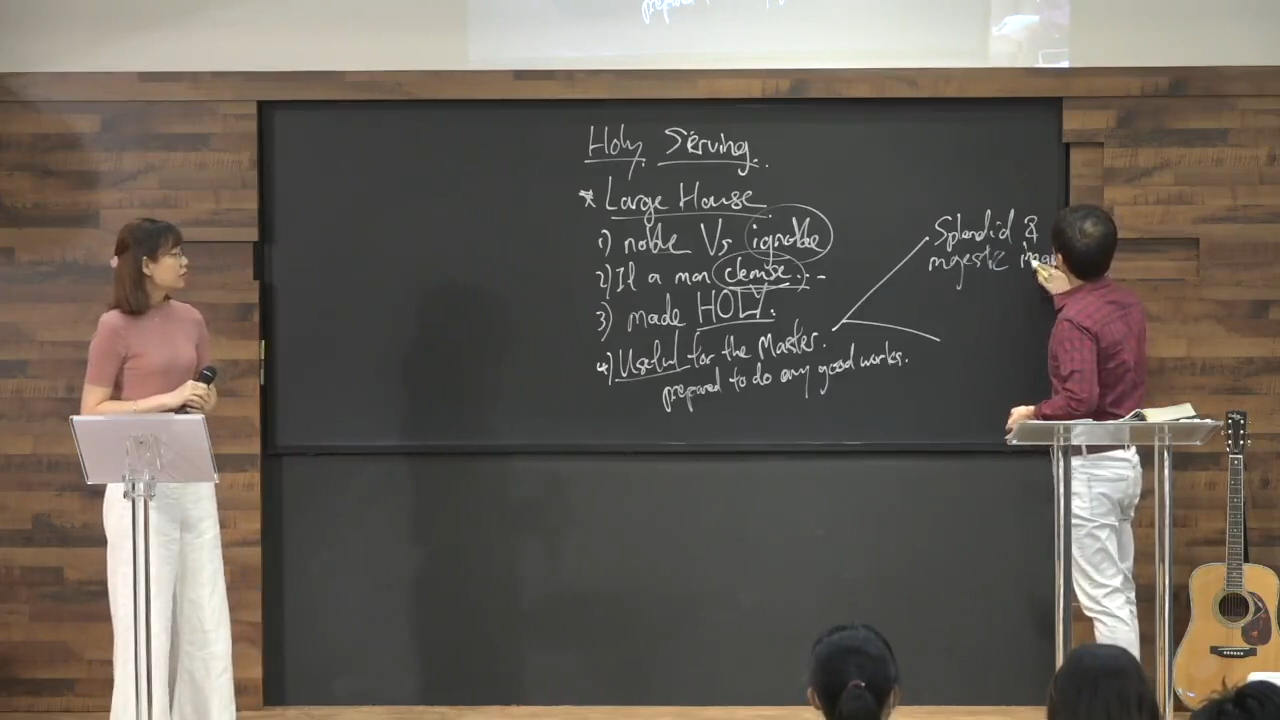 Holy Serving.
* Large House
1) noble Vs ignoble
2) If a man cleanse...
3) made HOLY.
4) Useful for the Master.
prepared to do any good works.
Splendid &